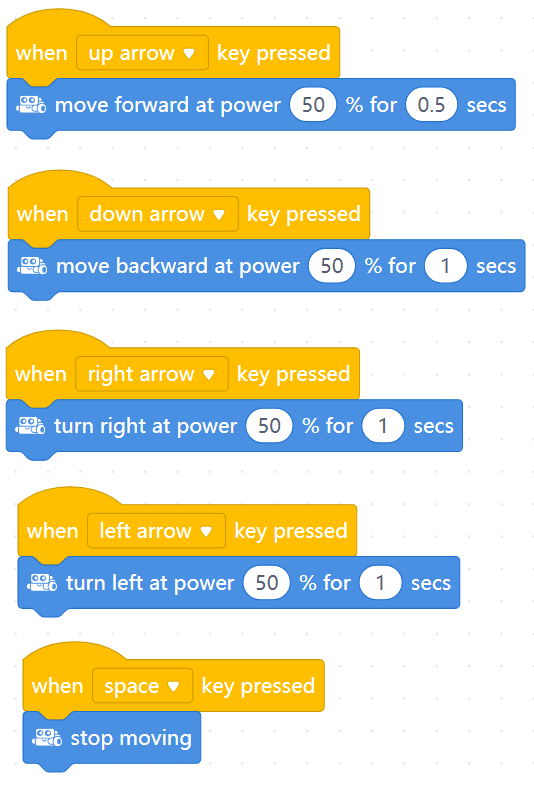 when up arrow key pressed
move forward at power 50 % for 0.5 secs
when down arrow key pressed
move backward at power 50 % for 1 secs
when right arrow key pressed
turn right at power 50 % for 1 secs
when left arrow key pressed
turn left at power 50 % for 1 secs
when space key pressed
stop moving